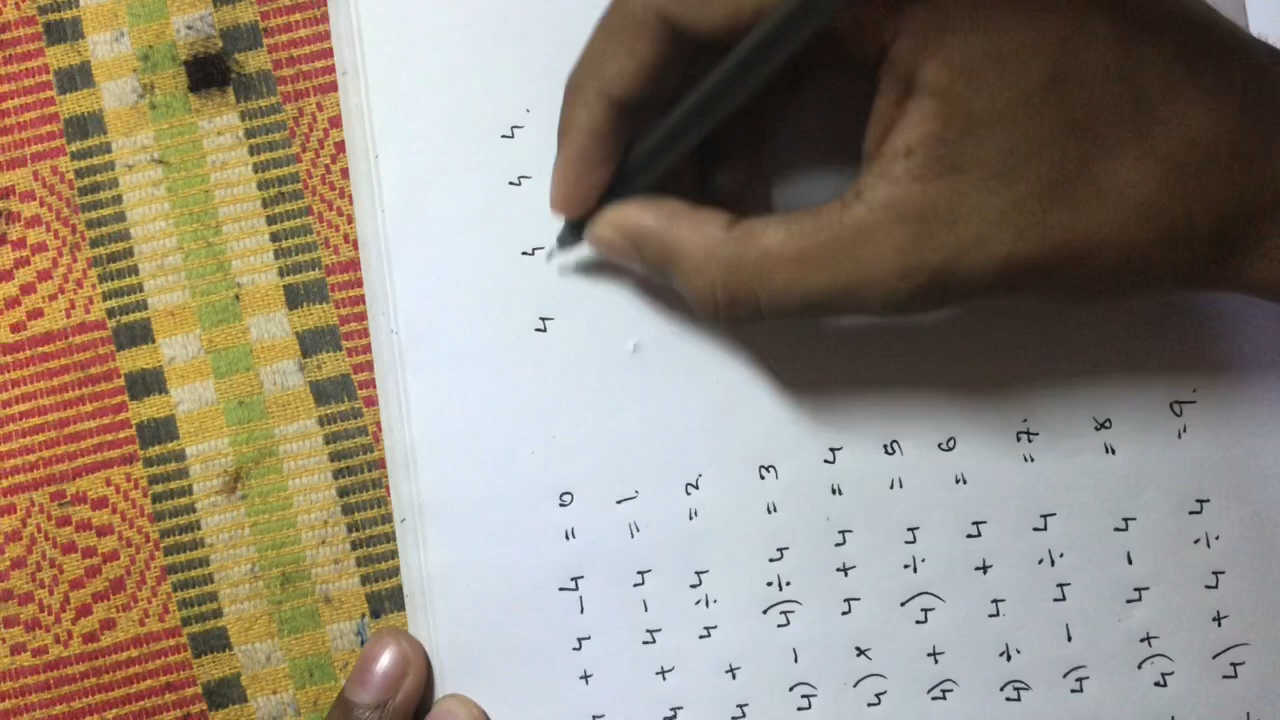 4 4 4 4.
+ 4 - 4 = 0
4 + 4 - 4 = 1
4 + 4 ÷ 4 = 2.
4) - 4) ÷ 4 = 3
4) × 4 + 4 = 4
4) + 4) ÷ 4 = 5
4) ÷ 4 + 4 = 6
4) - 4 ÷ 4 = 7.
4) + 4 - 4 = 8
4) + 4 ÷ 4 = 9.